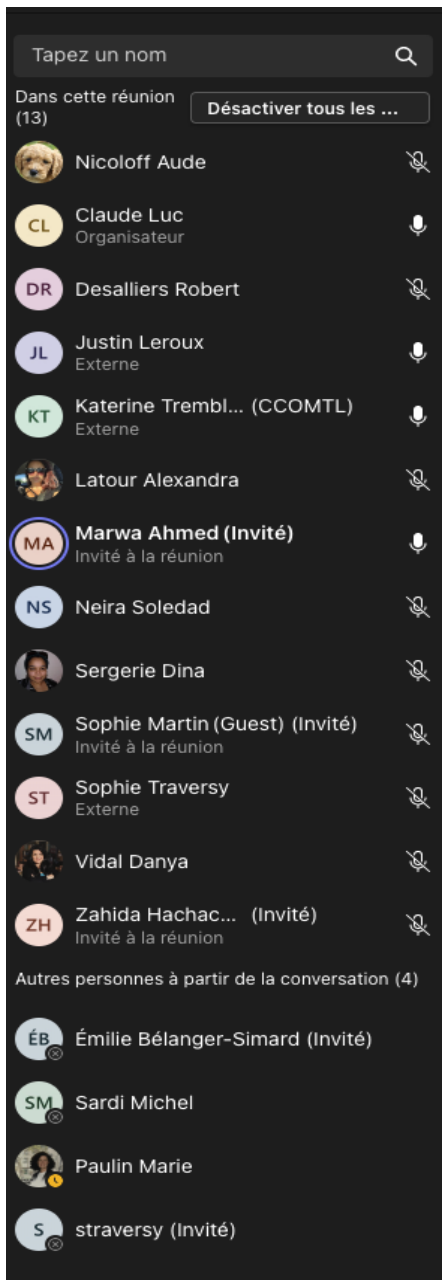 Tapez un nom
Dans cette réunion
(13)
Désactiver tous les ...
Nicoloff Aude
CL
Claude Luc
Organisateur
DR
Desalliers Robert
JL
Justin Leroux
Externe
KT
Katerine Trembl... (CCOMTL)
Externe
Latour Alexandra
MA
Marwa Ahmed (Invité)
Invité à la réunion
NS
Neira Soledad
Sergerie Dina
SM
Sophie Martin (Guest) (Invité)
Invité à la réunion
ST
Sophie Traversy
Externe
Vidal Danya
ZH
Zahida Hachac... (Invité)
Invité à la réunion
Autres personnes à partir de la conversation (4)
ÉB
Émilie Bélanger-Simard (Invité)
SM
Sardi Michel
Paulin Marie
S
straversy (Invité)